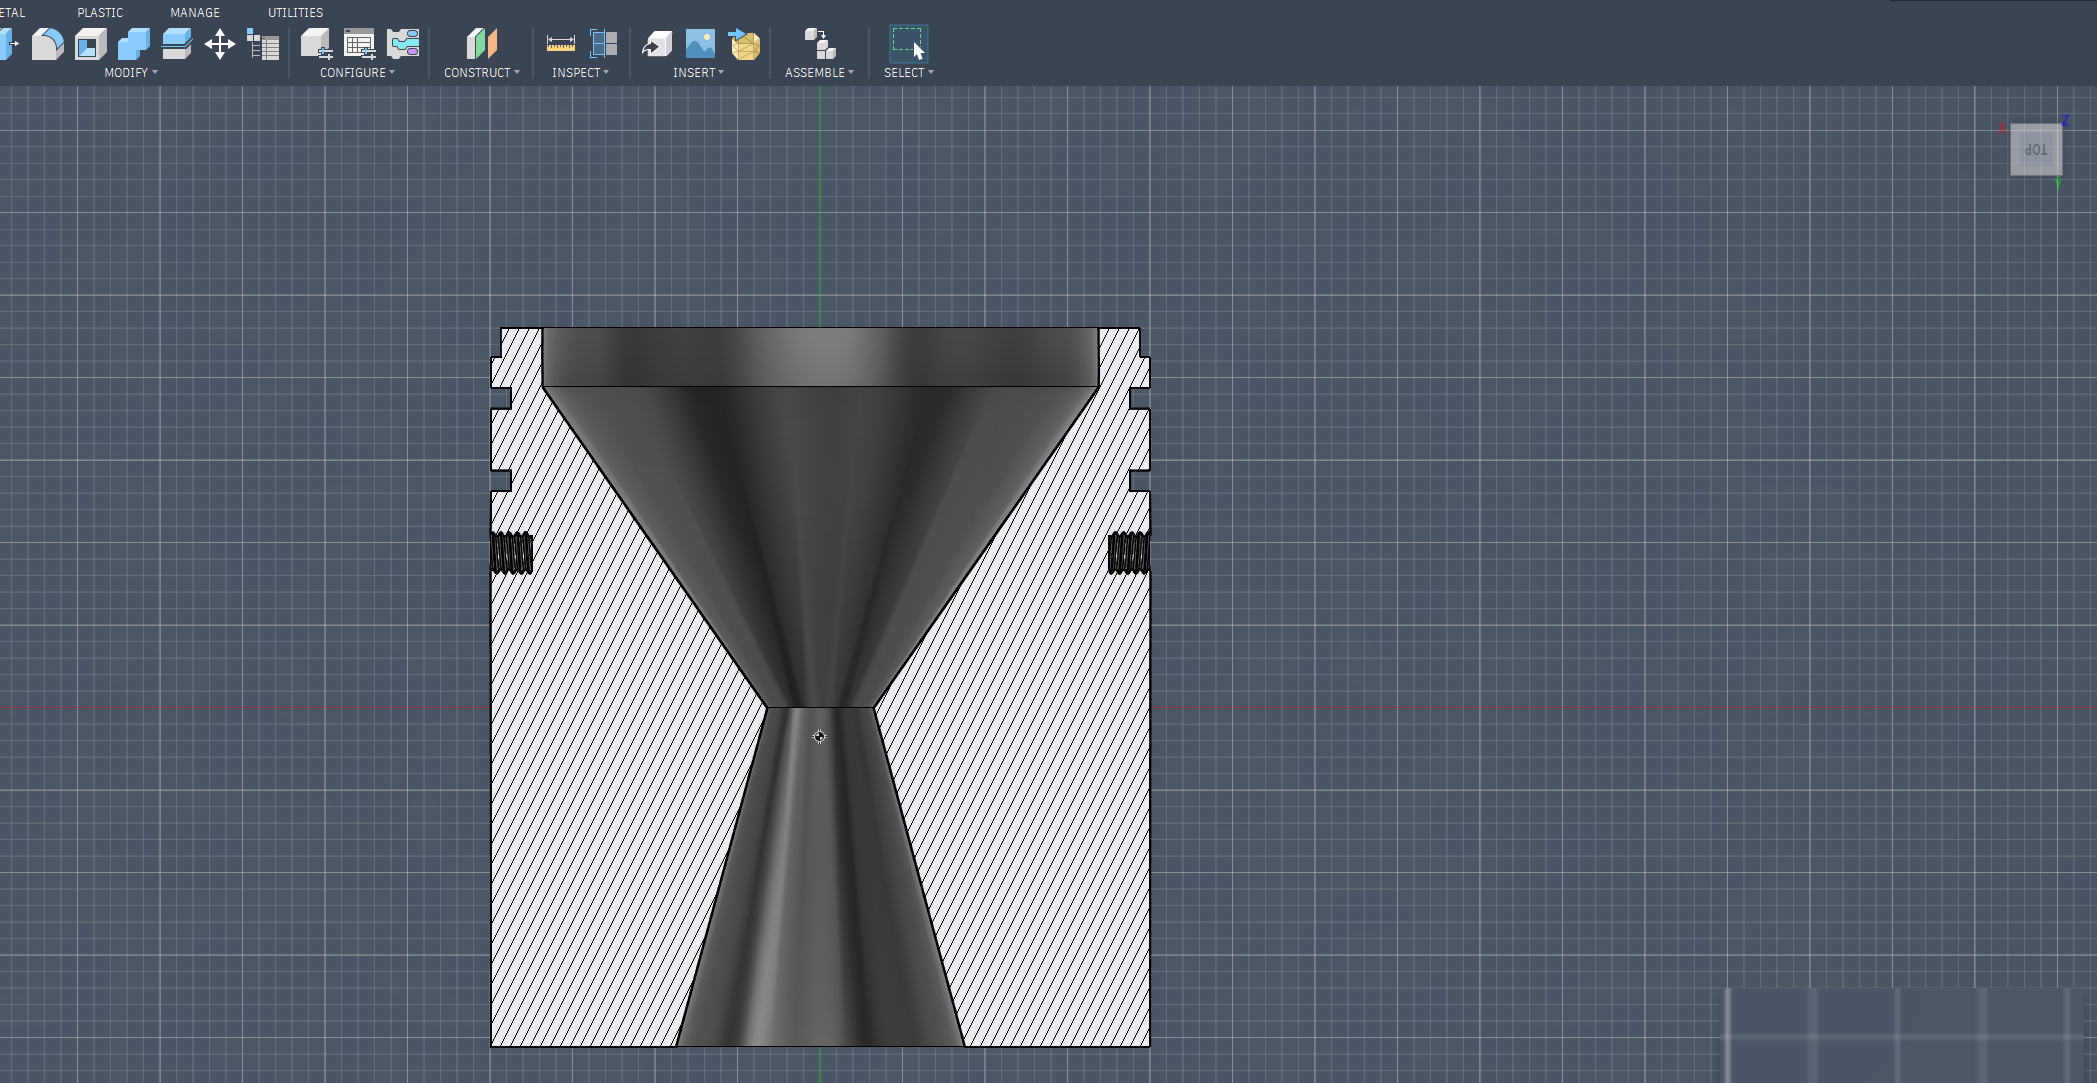 ETAL PLASTIC MANAGE UTILITIES
MODIFY CONFIGURE CONSTRUCT INSPECT INSERT ASSEMBLE SELECT
X Z
TOP
Y